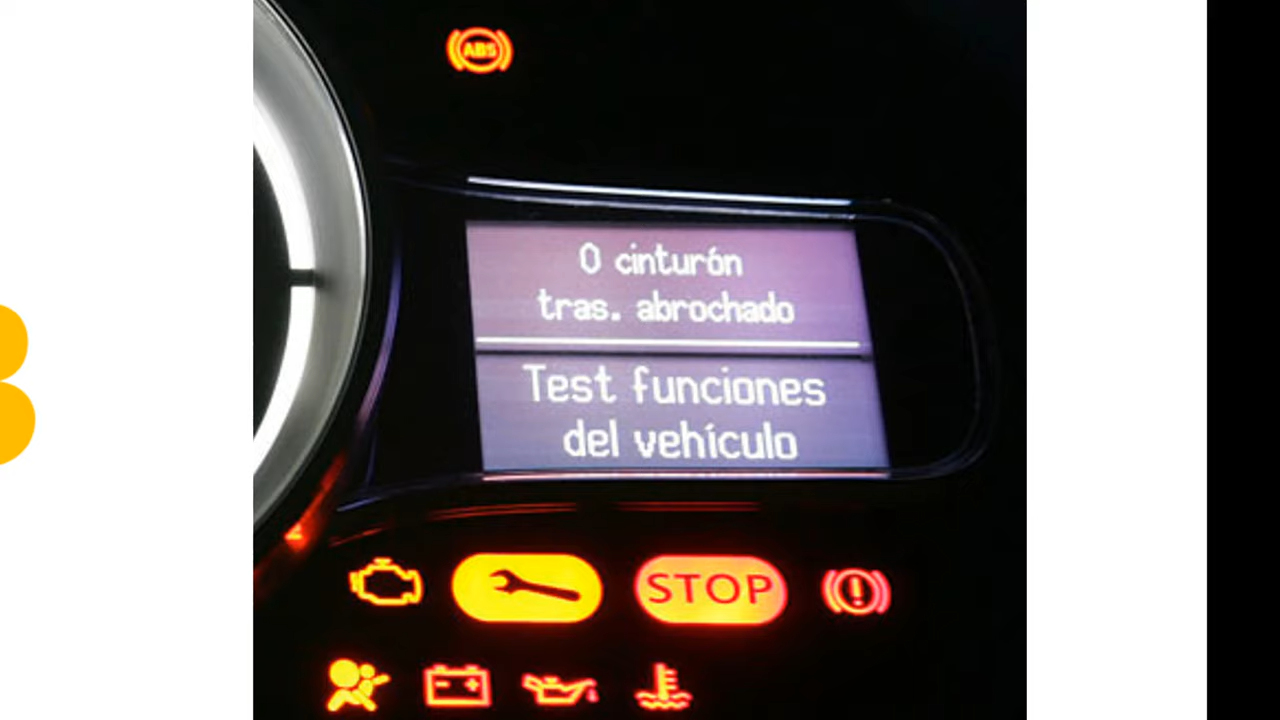 ABS
0 cinturón
tras. abrochado
Test funciones
del vehículo
STOP